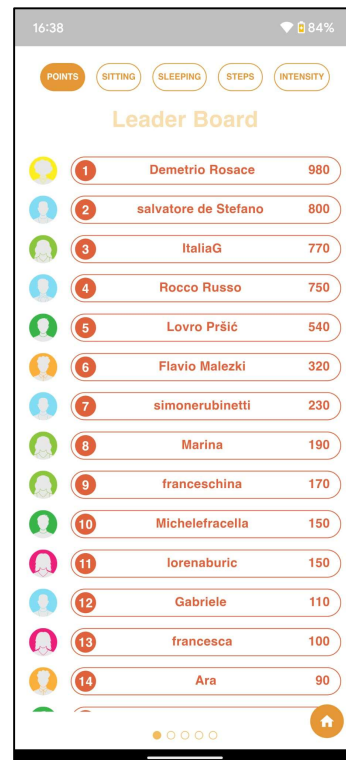 16:38 84%
POINTS SITTING SLEEPING STEPS INTENSITY
Leader Board
1 Demetrio Rosace 980
2 salvatore de Stefano 800
3 ItaliaG 770
4 Rocco Russo 750
5 Lovro Pršić 540
6 Flavio Malezki 320
7 simonerubinetti 230
8 Marina 190
9 franceschina 170
10 Michelefracella 150
11 lorenaburic 150
12 Gabriele 110
13 francesca 100
14 Ara 90